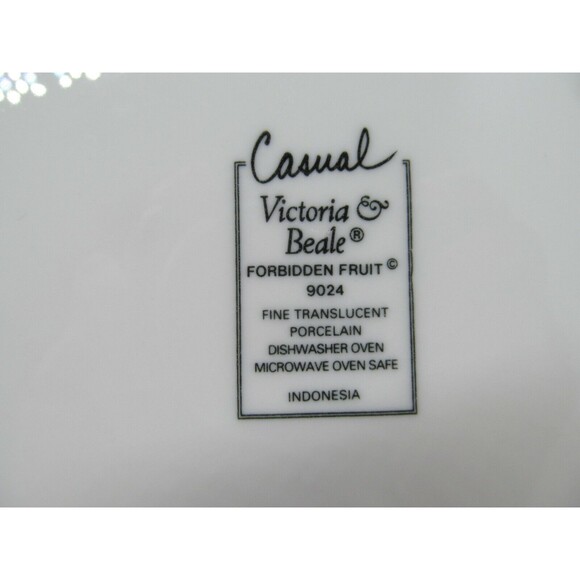 Casual
Victoria &
Beale®
FORBIDDEN FRUIT ©
9024
FINE TRANSLUCENT
PORCELAIN
DISHWASHER OVEN
MICROWAVE OVEN SAFE
INDONESIA